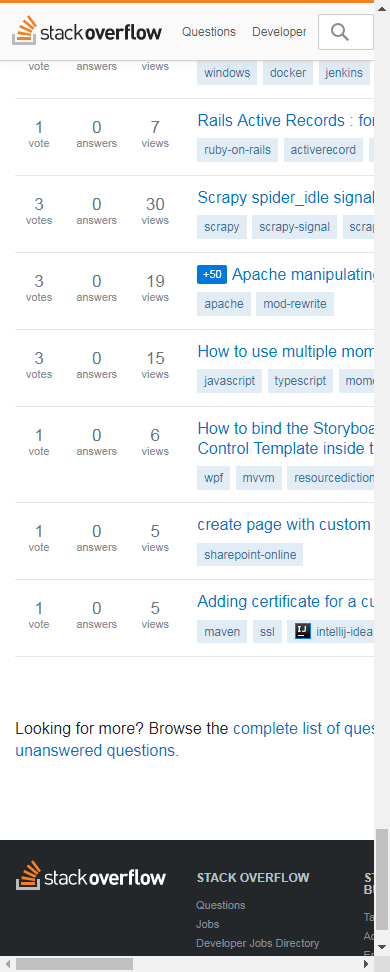 stackoverflow Questions Developer
vote answers views windows docker jenkins
1 0 7 Rails Active Records : for
vote answers views
ruby-on-rails activerecord
3 0 30 Scrapy spider_idle signal
votes answers views
scrapy scrapy-signal scrap
3 0 19 +50 Apache manipulating
votes answers views
apache mod-rewrite
3 0 15 How to use multiple mom
votes answers views
javascript typescript mome
1 0 6 How to bind the Storyboa
vote answers views Control Template inside t
wpf mvvm resourcediction
1 0 5 create page with custom
vote answers views
sharepoint-online
1 0 5 Adding certificate for a cu
vote answers views
maven ssl IJ intellij-idea
Looking for more? Browse the complete list of ques
unanswered questions.
stackoverflow STACK OVERFLOW
Questions
Jobs
Developer Jobs Directory